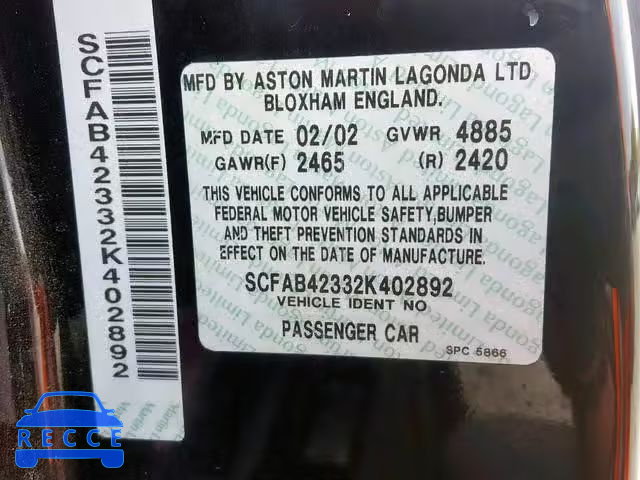 SCFAB42332K402892
MFD BY ASTON MARTIN LAGONDA LTD
BLOXHAM ENGLAND.
MFD DATE 02/02 GVWR 4885
GAWR(F) 2465 (R) 2420
THIS VEHICLE CONFORMS TO ALL APPLICABLE
FEDERAL MOTOR VEHICLE SAFETY,BUMPER
AND THEFT PREVENTION STANDARDS IN
EFFECT ON THE DATE OF MANUFACTURE.
SCFAB42332K402892
VEHICLE IDENT NO
PASSENGER CAR
SPC 5866
RECCE